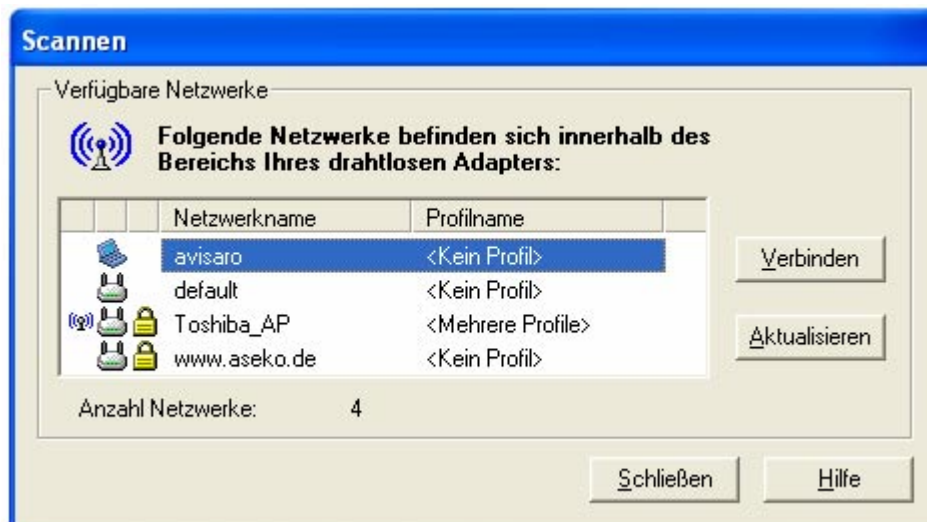 Scannen
Verfügbare Netzwerke
Folgende Netzwerke befinden sich innerhalb des
Bereichs Ihres drahtlosen Adapters:
Netzwerkname Profilname
avisaro <Kein Profil>
default <Kein Profil>
Toshiba_AP <Mehrere Profile>
www.aseko.de <Kein Profil>
Verbinden
Aktualisieren
Anzahl Netzwerke: 4
Schließen Hilfe